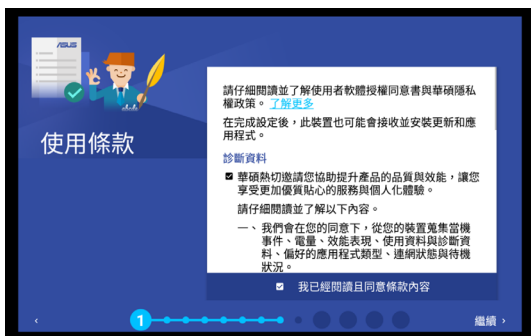 ASUS
使用條款
請仔細閱讀並了解使用者軟體授權同意書與華碩隱私
權政策。 了解更多
在完成設定後，此裝置也可能會接收並安裝更新和應
用程式。
診斷資料
華碩熱切邀請您協助提升產品的品質與效能，讓您
享受更加優質貼心的服務與個人化體驗。
請仔細閱讀並了解以下內容。
一、 我們會在您的同意下，從您的裝置蒐集當機
事件、電量、效能表現、使用資料與診斷資
料、偏好的應用程式類型、連網狀態與待機
狀況。
我已經閱讀且同意條款內容
1
繼續